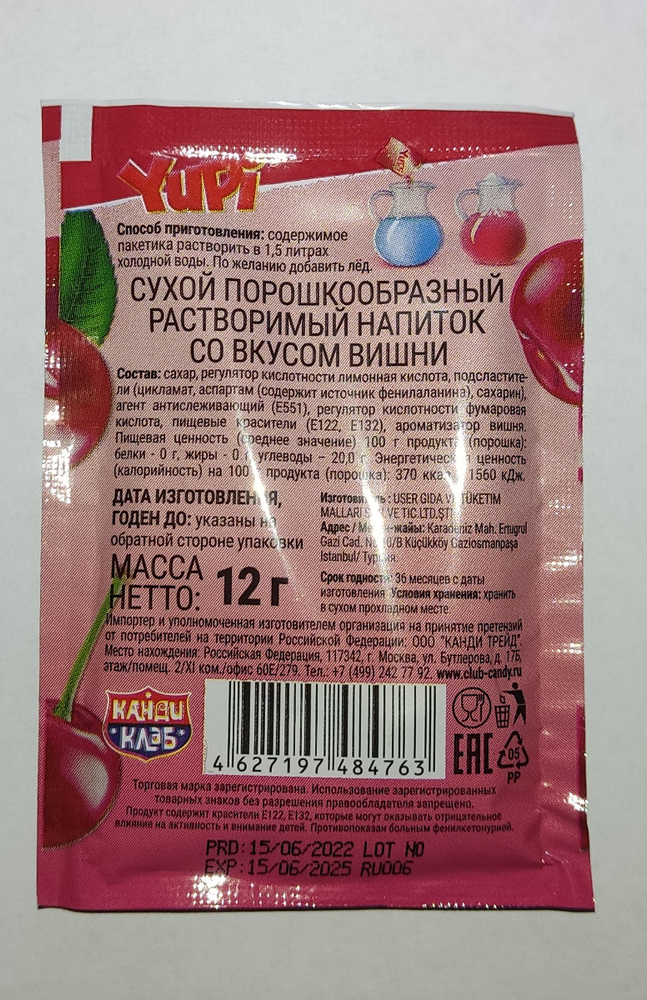 Yupi
Yupi
Способ приготовления: содержимое
пакетика растворить в 1,5 литрах
холодной воды. По желанию добавить лёд.
СУХОЙ ПОРОШКООБРАЗНЫЙ
РАСТВОРИМЫЙ НАПИТОК
СО ВКУСОМ ВИШНИ
Состав: сахар, регулятор кислотности лимонная кислота, подсластите-
ли (цикламат, аспартам (содержит источник фенилаланина), сахарин),
агент антислеживающий (Е551), регулятор кислотности фумаровая
кислота, пищевые красители (Е122, Е132), ароматизатор вишня.
Пищевая ценность (среднее значение) 100 г продукта (порошка):
белки - 0 г, жиры - 0 углеводы – 20,0 г. Энергетическая ценность
(калорийность) на 100 продукта (порошка): 370 ккал 1560 кДж.
ДАТА ИЗГОТОВЛЕНИЯ,
ГОДЕН ДО: указаны на
обратной стороне упаковки
МАССА
НЕТТО: 12 г
Изготовитель: USER GIDA VE TÜKETIM
MALLARI SAN. VE TIC.LTD.ŞTI
Адрес / Karadeniz Mah. Ertugrul
Gazi Cad. /B Küçükköy Gaziosmanpaşa
Istanbul/ Турция.
Срок годности: 36 месяцев с даты
изготовления. Условия хранения: хранить
в сухом прохладном месте.
Импортер и уполномоченная изготовителем организация на принятие претензий
от потребителей на территории Российской Федерации: ООО "КАНДИ ТРЕЙД".
Место нахождения: Российская Федерация, 117342, г. Москва, ул. Бутлерова, д. 17Б,
этаж/помещ. 2/XI ком./офис 60Е/279. Тел.: +7 (499) 242 77 92. www.club-candy.ru
КАНДИ
КЛАБ
4 627197 484763
EAC
05
PP
Торговая марка зарегистрирована. Использование зарегистрированных
товарных знаков без разрешения правообладателя запрещено.
Продукт содержит красители Е122, Е132, которые могут оказывать отрицательное
влияние на активность и внимание детей. Противопоказан больным фенилкетонурией.
PRD:15/06/2022 LOT NO
EXP:15/06/2025 RU006